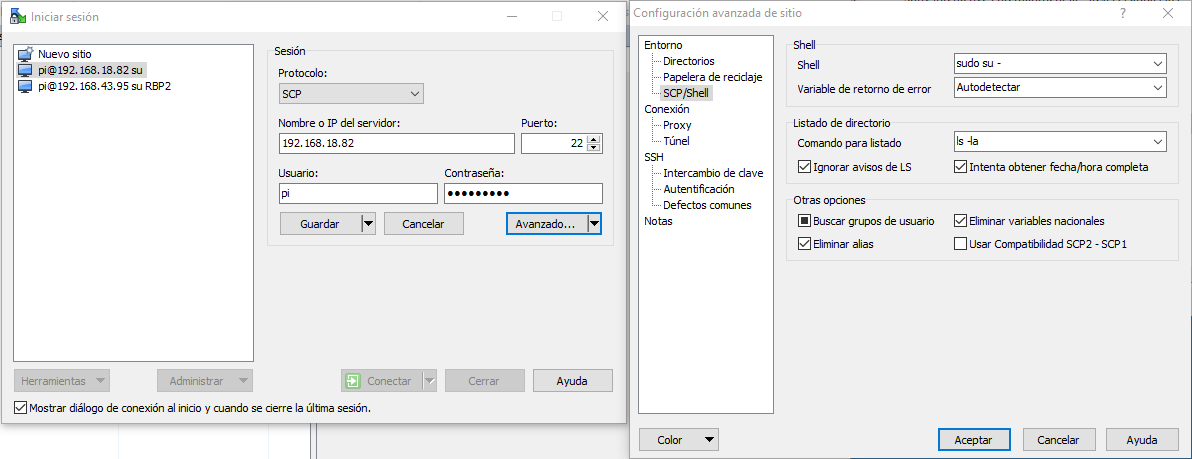 Iniciar sesión
Nuevo sitio
pi@192.168.18.82 su
pi@192.168.43.95 su RBP2
Sesión
Protocolo:
SCP
Nombre o IP del servidor:
Puerto:
192.168.18.82
22
Usuario:
Contraseña:
pi
Guardar
Cancelar
Avanzado...
Herramientas
Administrar
Conectar
Cerrar
Ayuda
Mostrar diálogo de conexión al inicio y cuando se cierre la última sesión.
Configuración avanzada de sitio
?
Entorno
Directorios
Papelera de reciclaje
SCP/Shell
Conexión
Proxy
Túnel
SSH
Intercambio de clave
Autentificación
Defectos comunes
Notas
Shell
Shell
sudo su -
Variable de retorno de error
Autodetectar
Listado de directorio
Comando para listado
ls -la
Ignorar avisos de LS
Intenta obtener fecha/hora completa
Otras opciones
Buscar grupos de usuario
Eliminar variables nacionales
Eliminar alias
Usar Compatibilidad SCP2 - SCP1
Color
Aceptar
Cancelar
Ayuda